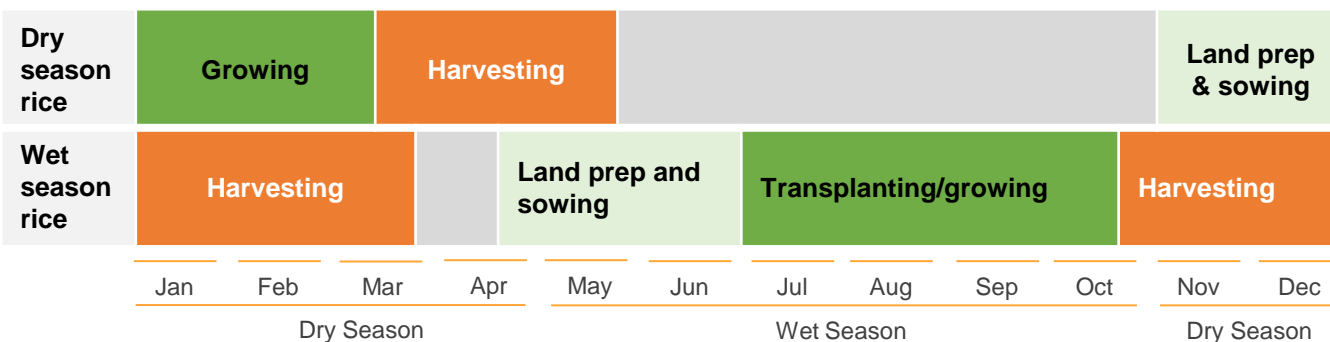 Dry
season
rice
Growing
Harvesting
Land prep
& sowing
Wet
season
rice
Harvesting
Land prep and
sowing
Transplanting/growing
Harvesting
Jan Feb Mar Apr May Jun Jul Aug Sep Oct Nov Dec
Dry Season Wet Season Dry Season